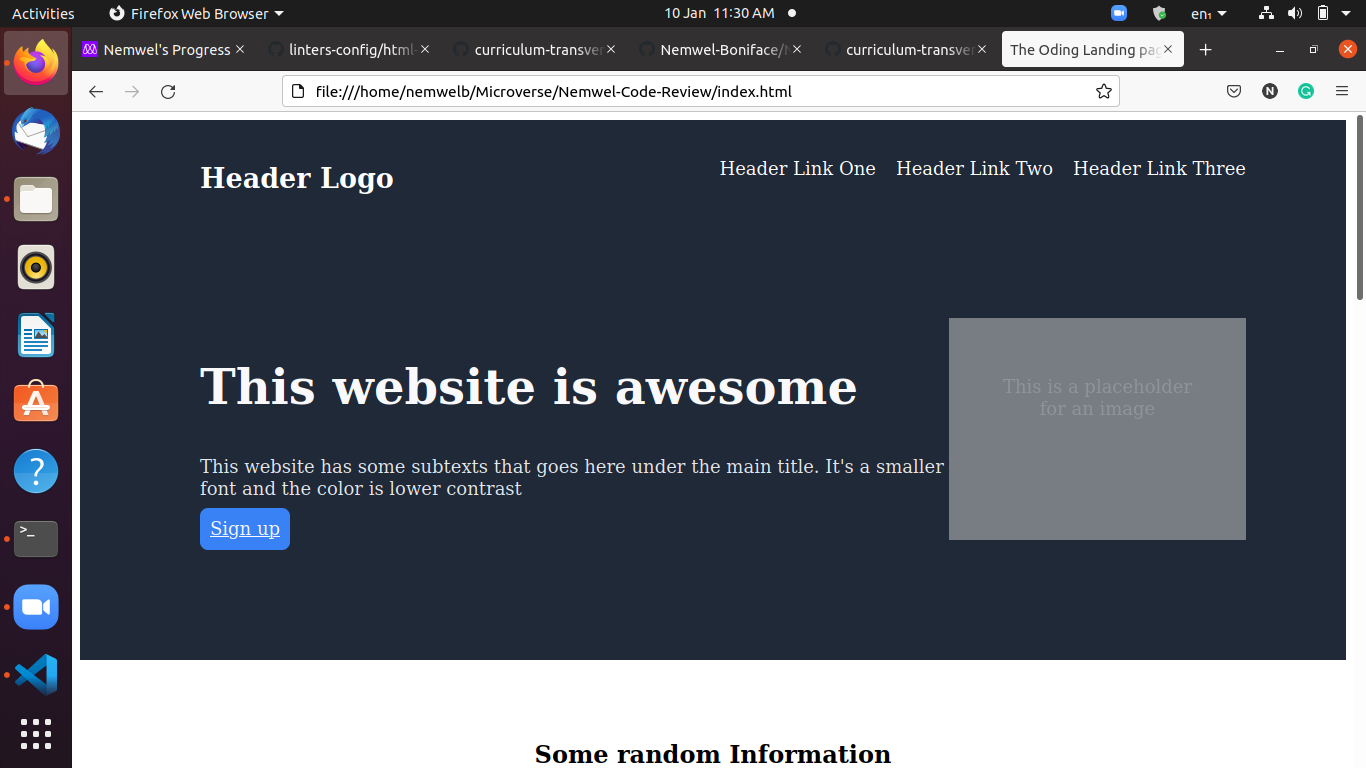 Activities Firefox Web Browser 10 Jan 11:30 AM en₁
Nemwel's Progress linters-config/html- curriculum-transver Nemwel-Boniface/ curriculum-transver The Oding Landing pag
file:///home/nemwelb/Microverse/Nemwel-Code-Review/index.html
Header Logo
Header Link One Header Link Two Header Link Three
This website is awesome
This is a placeholder
for an image
This website has some subtexts that goes here under the main title. It's a smaller
font and the color is lower contrast
Sign up
Some random Information